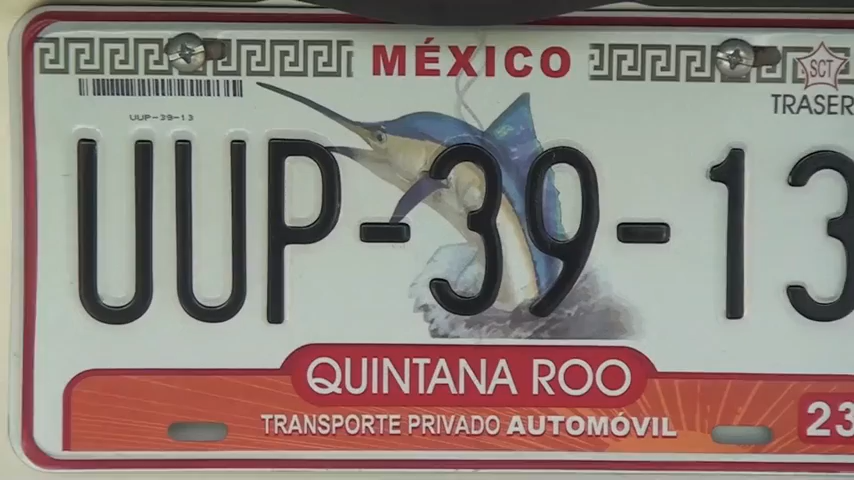 MÉXICO
SCT
TRASER
UUP-39-13
UUP-39-13
QUINTANA ROO
TRANSPORTE PRIVADO AUTOMÓVIL
23